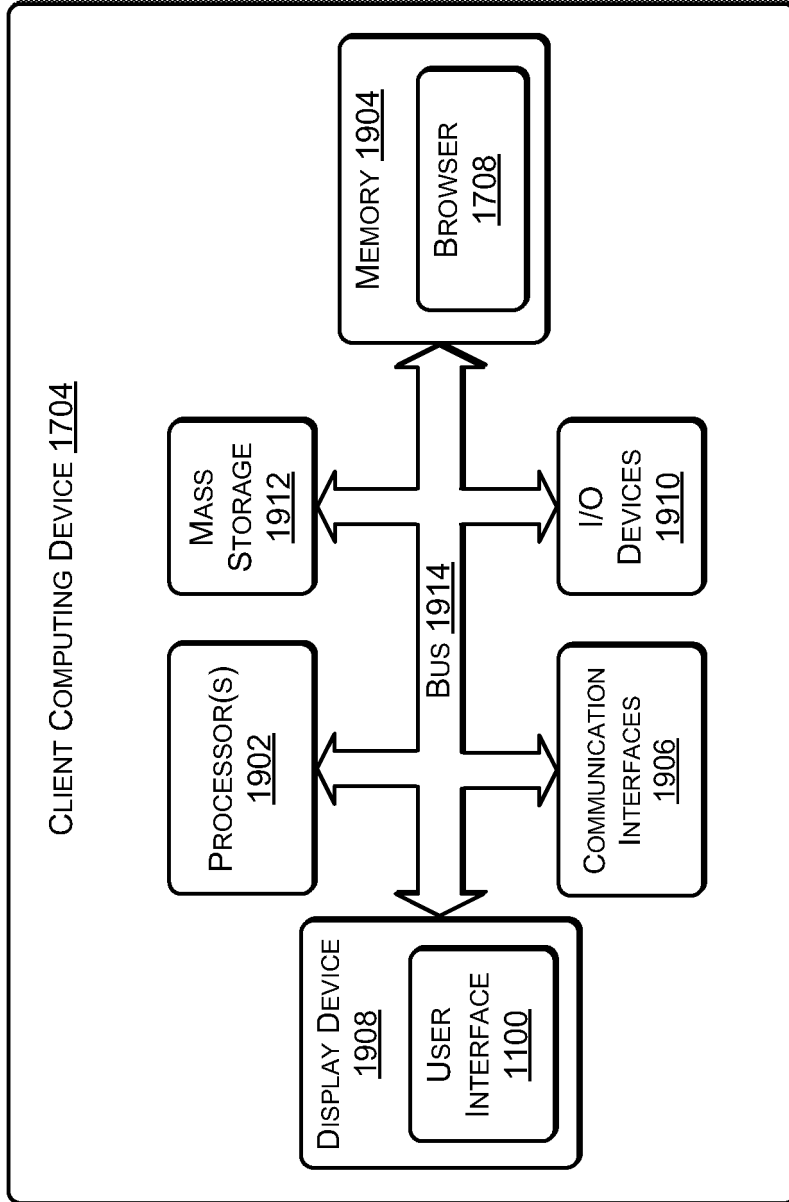 CLIENT COMPUTING DEVICE 1704
PROCESSOR(S)
1902
MASS
STORAGE
1912
DISPLAY DEVICE
1908
USER
INTERFACE
1100
BUS 1914
MEMORY 1904
BROWSER
1708
COMMUNICATION
INTERFACES
1906
I/O
DEVICES
1910